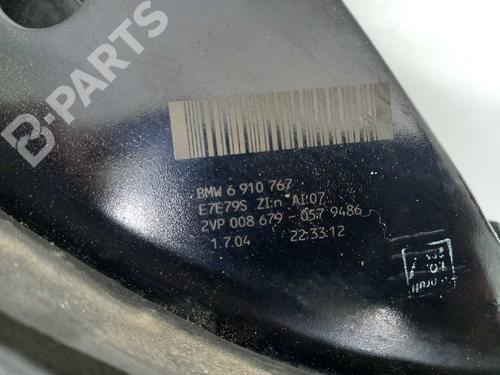 B-PARTS
BMW 6 910 767
E7E79S ZI:n AI:07
2VP 008 679 - 057 9486
1.7.04 22:33:12